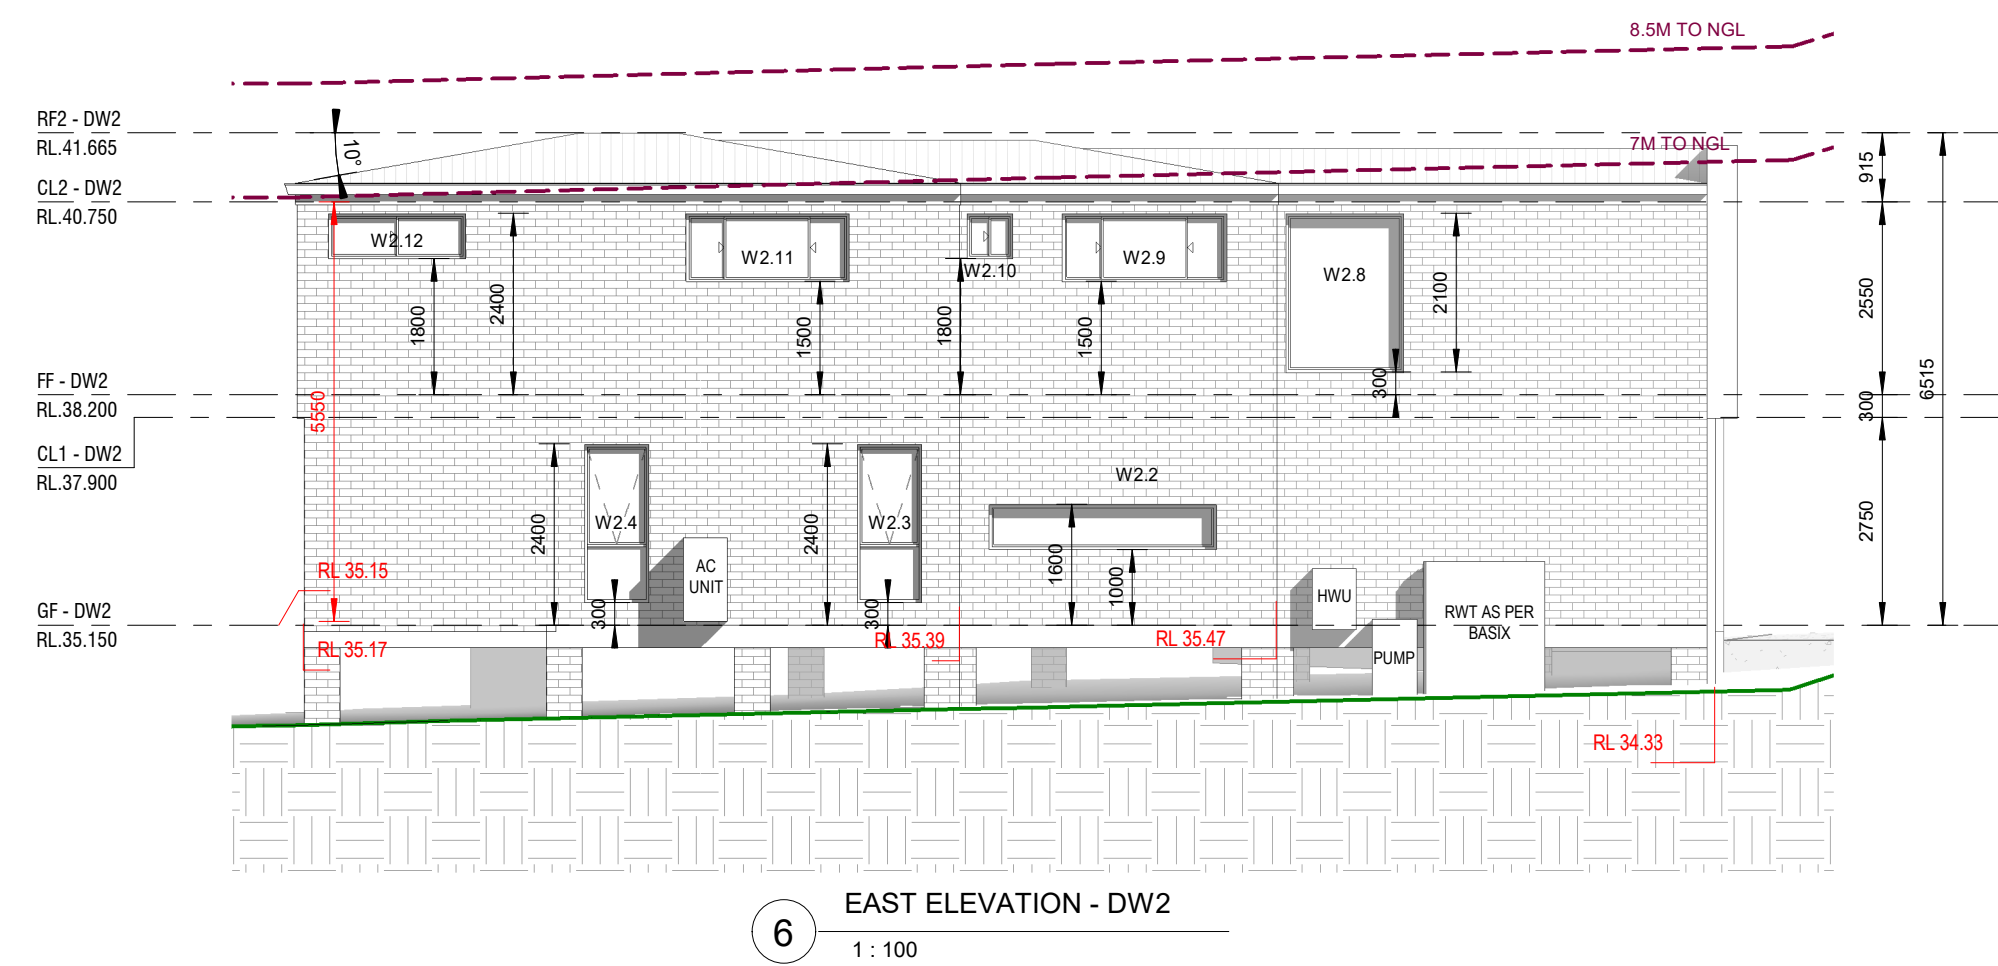 8.5M TO NGL
RF2 - DW2
RL.41.665
10°
7M TO NGL
915
CL2 - DW2
RL.40.750
W2.12
W2.11
W2.10
W2.9
W2.8
1800
2400
1500
1800
1500
2100
300
2550
6515
FF - DW2
RL.38.200
5550
300
CL1 - DW2
RL.37.900
W2.2
2400
W2.4
AC
UNIT
2400
W2.3
1600
1000
2750
RL 35.15
HWU
RWT AS PER
BASIX
GF - DW2
RL.35.150
300
300
RL 35.17
RL 35.39
RL 35.47
PUMP
RL 34.33
6
EAST ELEVATION - DW2
1 : 100